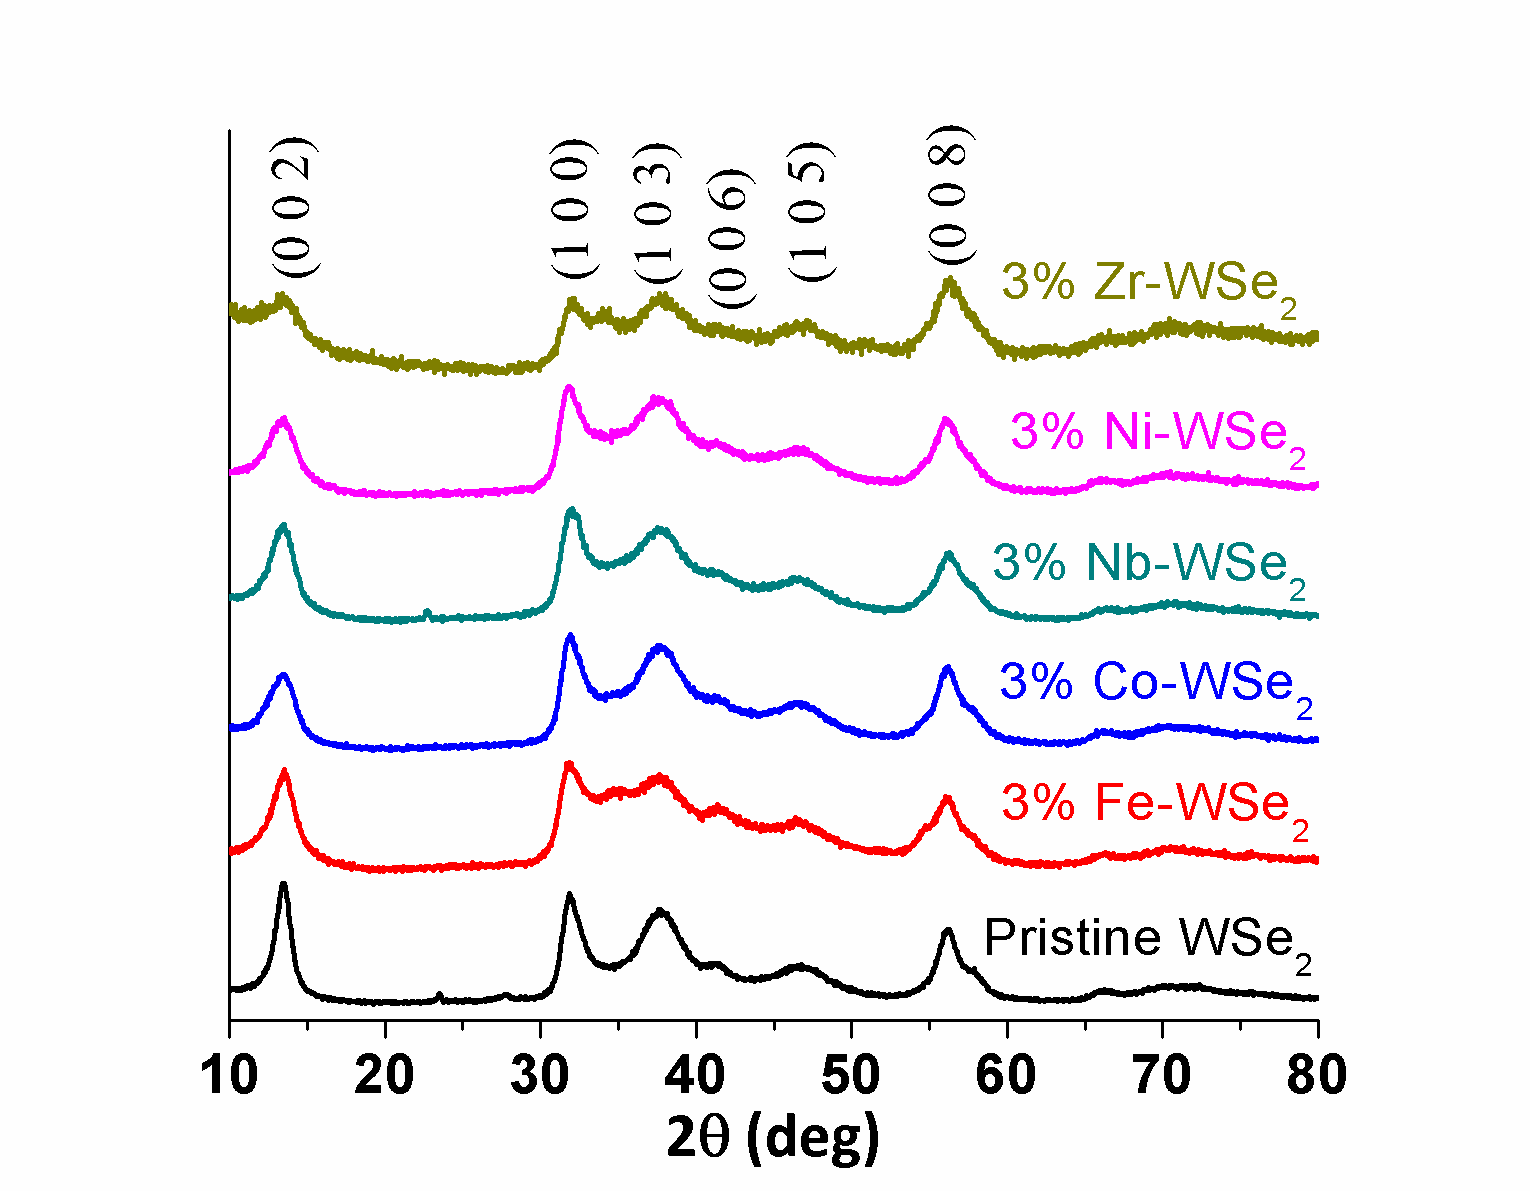 (0 0 2)
(1 0 0)
(1 0 3)
(0 0 6)
(1 0 5)
(0 0 8)
3% Zr-WSe₂
3% Ni-WSe₂
3% Nb-WSe₂
3% Co-WSe₂
3% Fe-WSe₂
Pristine WSe₂
10 20 30 40 50 60 70 80
2θ (deg)